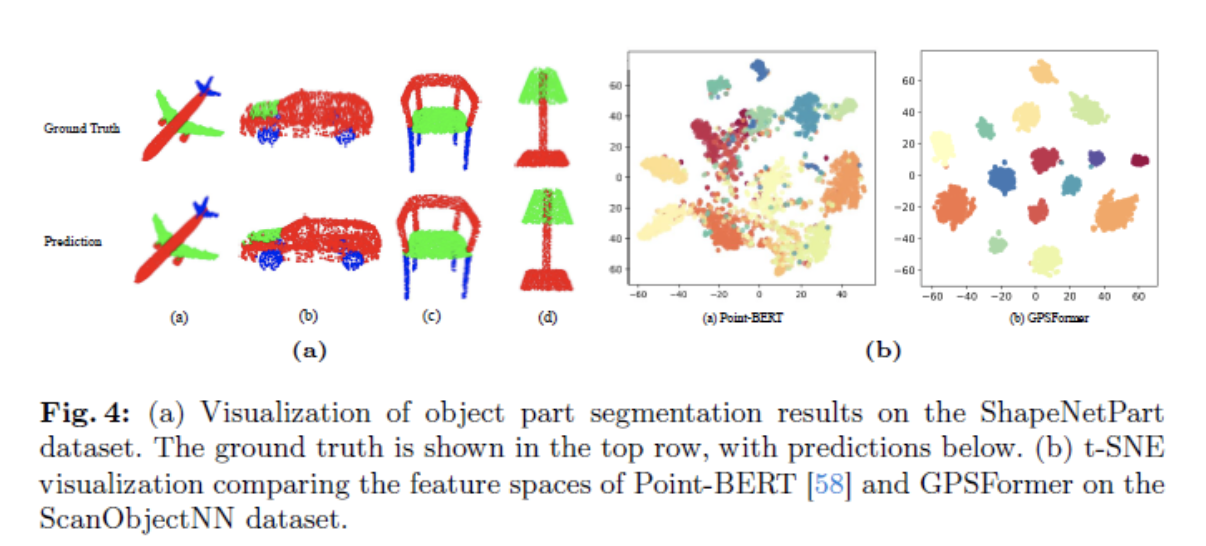 Ground Truth
Prediction
(a) (b) (c) (d)
(a)
60
40
20
0
20
40
60
−60 −40 −20 0 20 40
(a) Point-BERT
60
40
20
0
−20
−40
−60
−60 −40 −20 0 20 40 60
(b) GPSFormer
(b)
Fig. 4: (a) Visualization of object part segmentation results on the ShapeNetPart
dataset. The ground truth is shown in the top row, with predictions below. (b) t-SNE
visualization comparing the feature spaces of Point-BERT [58] and GPSFormer on the
ScanObjectNN dataset.